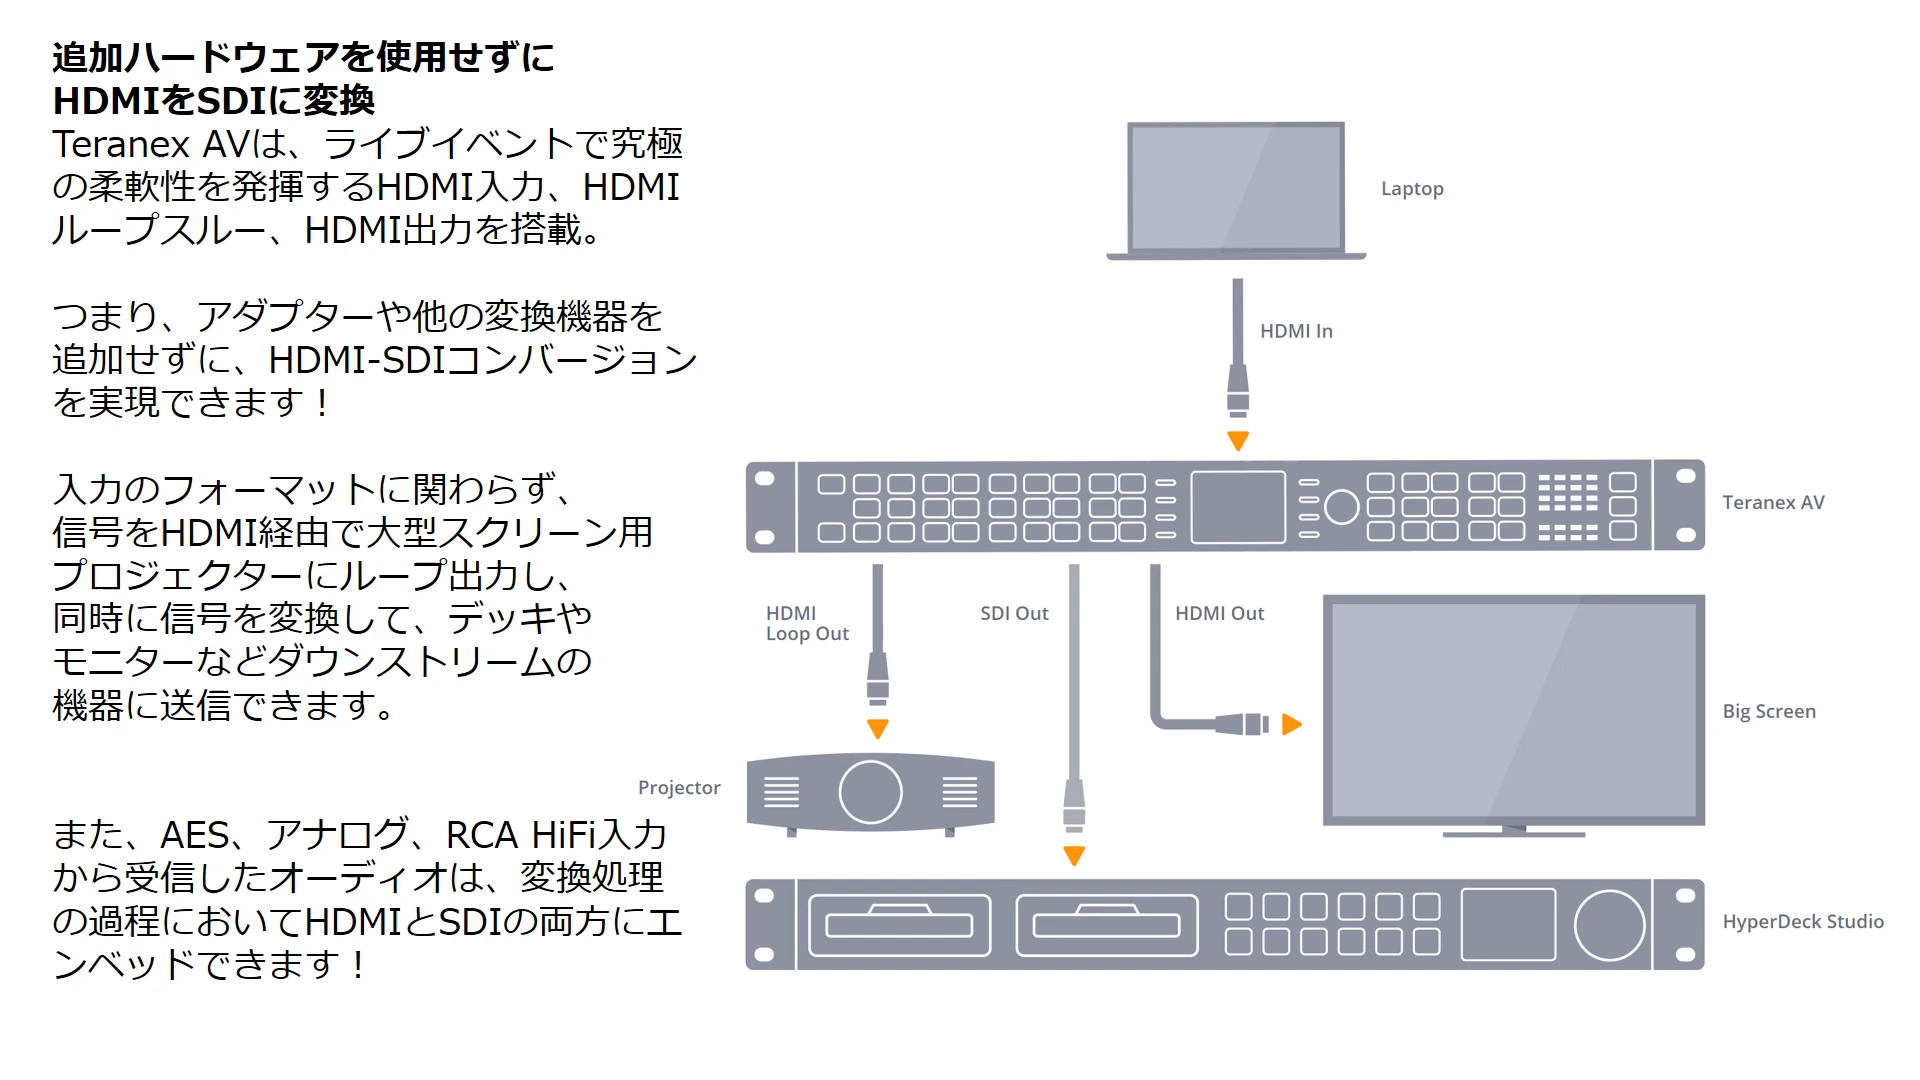 追加ハードウェアを使用せずに
HDMIをSDIに変換
Teranex AVは、ライブイベントで究極
の柔軟性を発揮するHDMI入力、HDMI
ループスルー、HDMI出力を搭載。
つまり、アダプターや他の変換機器を
追加せずに、HDMI-SDIコンバージョン
を実現できます！
入力のフォーマットに関わらず、
信号をHDMI経由で大型スクリーン用
プロジェクターにループ出力し、
同時に信号を変換して、デッキや
モニターなどダウンストリームの
機器に送信できます。
また、AES、アナログ、RCA HiFi入力
から受信したオーディオは、変換処理
の過程においてHDMIとSDIの両方にエ
ンベッドできます！
Laptop
HDMI In
Teranex AV
HDMI
Loop Out
SDI Out
HDMI Out
Big Screen
Projector
HyperDeck Studio